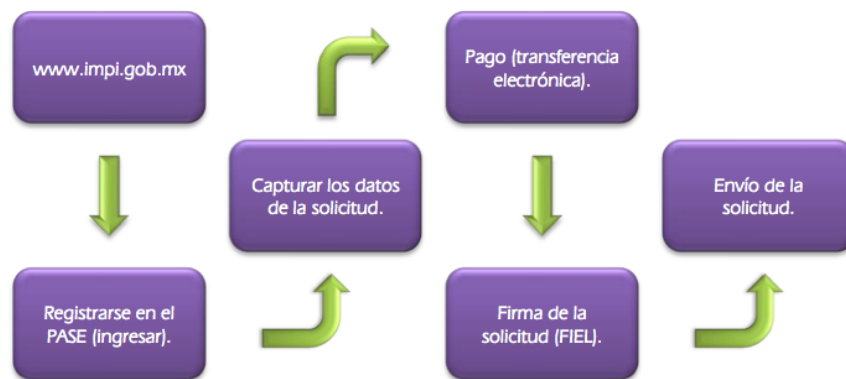 www.impi.gob.mx
Registrarse en el
PASE (ingresar).
Capturar los datos
de la solicitud.
Pago (transferencia
electrónica).
Firma de la
solicitud (FIEL).
Envío de la
solicitud.